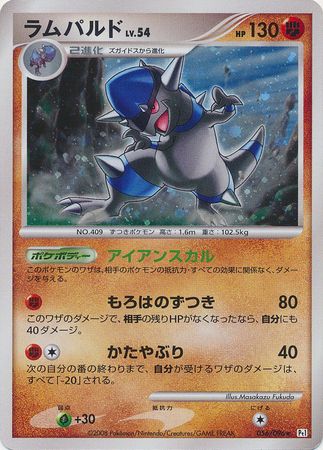 ラムパルド LV.54 HP 130
2進化 ズガイドスから進化
NO.409 ずつきポケモン 高さ：1.6m 重さ：102.5kg
ポケボディー アイアンスカル
このポケモンのワザは、相手のポケモンの抵抗力・すべての効果に関係なく、ダメージを与える。
もろはのずつき 80
このワザのダメージで、相手の残りHPがなくなったなら、自分にも
40ダメージ。
かたやぶり 40
次の自分の番の終わりまで、自分が受けるワザのダメージは、す
べて「-20」される。
Illus.Masakazu Fukuda
弱点 抵抗力 にげる
+30
©2008 Pokémon/Nintendo/Creatures/GAME FREAK
056/096 Pt1